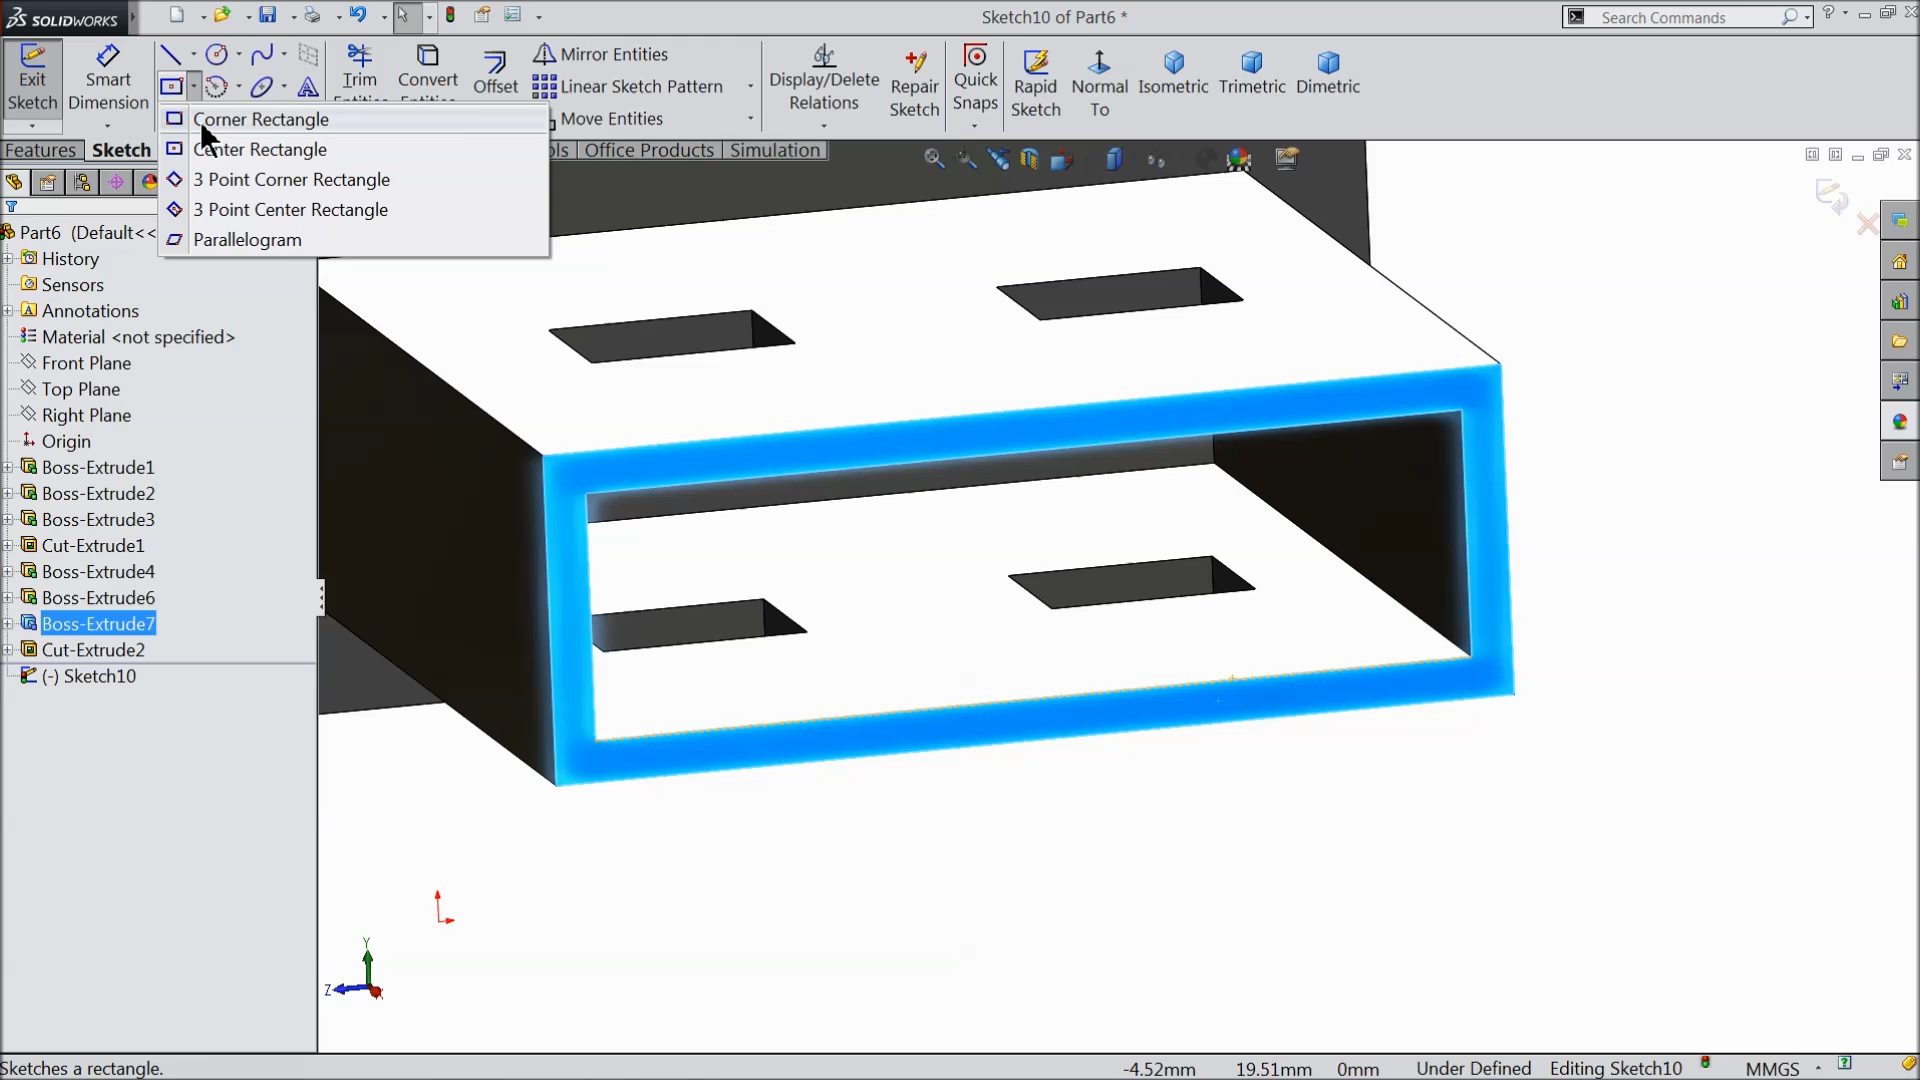 SOLIDWORKS
Sketch10 of Part6 *
Search Commands
Exit Sketch
Smart Dimension
Trim
Convert
Offset
Mirror Entities
Linear Sketch Pattern
Move Entities
Display/Delete Relations
Repair Sketch
Quick Snaps
Rapid Sketch
Normal To
Isometric
Trimetric
Dimetric
Corner Rectangle
Center Rectangle
3 Point Corner Rectangle
3 Point Center Rectangle
Parallelogram
Features
Sketch
Office Products
Simulation
Part6 (Default<<
History
Sensors
Annotations
Material <not specified>
Front Plane
Top Plane
Right Plane
Origin
Boss-Extrude1
Boss-Extrude2
Boss-Extrude3
Cut-Extrude1
Boss-Extrude4
Boss-Extrude6
Boss-Extrude7
Cut-Extrude2
(-) Sketch10
Y
Z
Sketches a rectangle.
-4.52mm 19.51mm 0mm Under Defined Editing Sketch10 MMGS